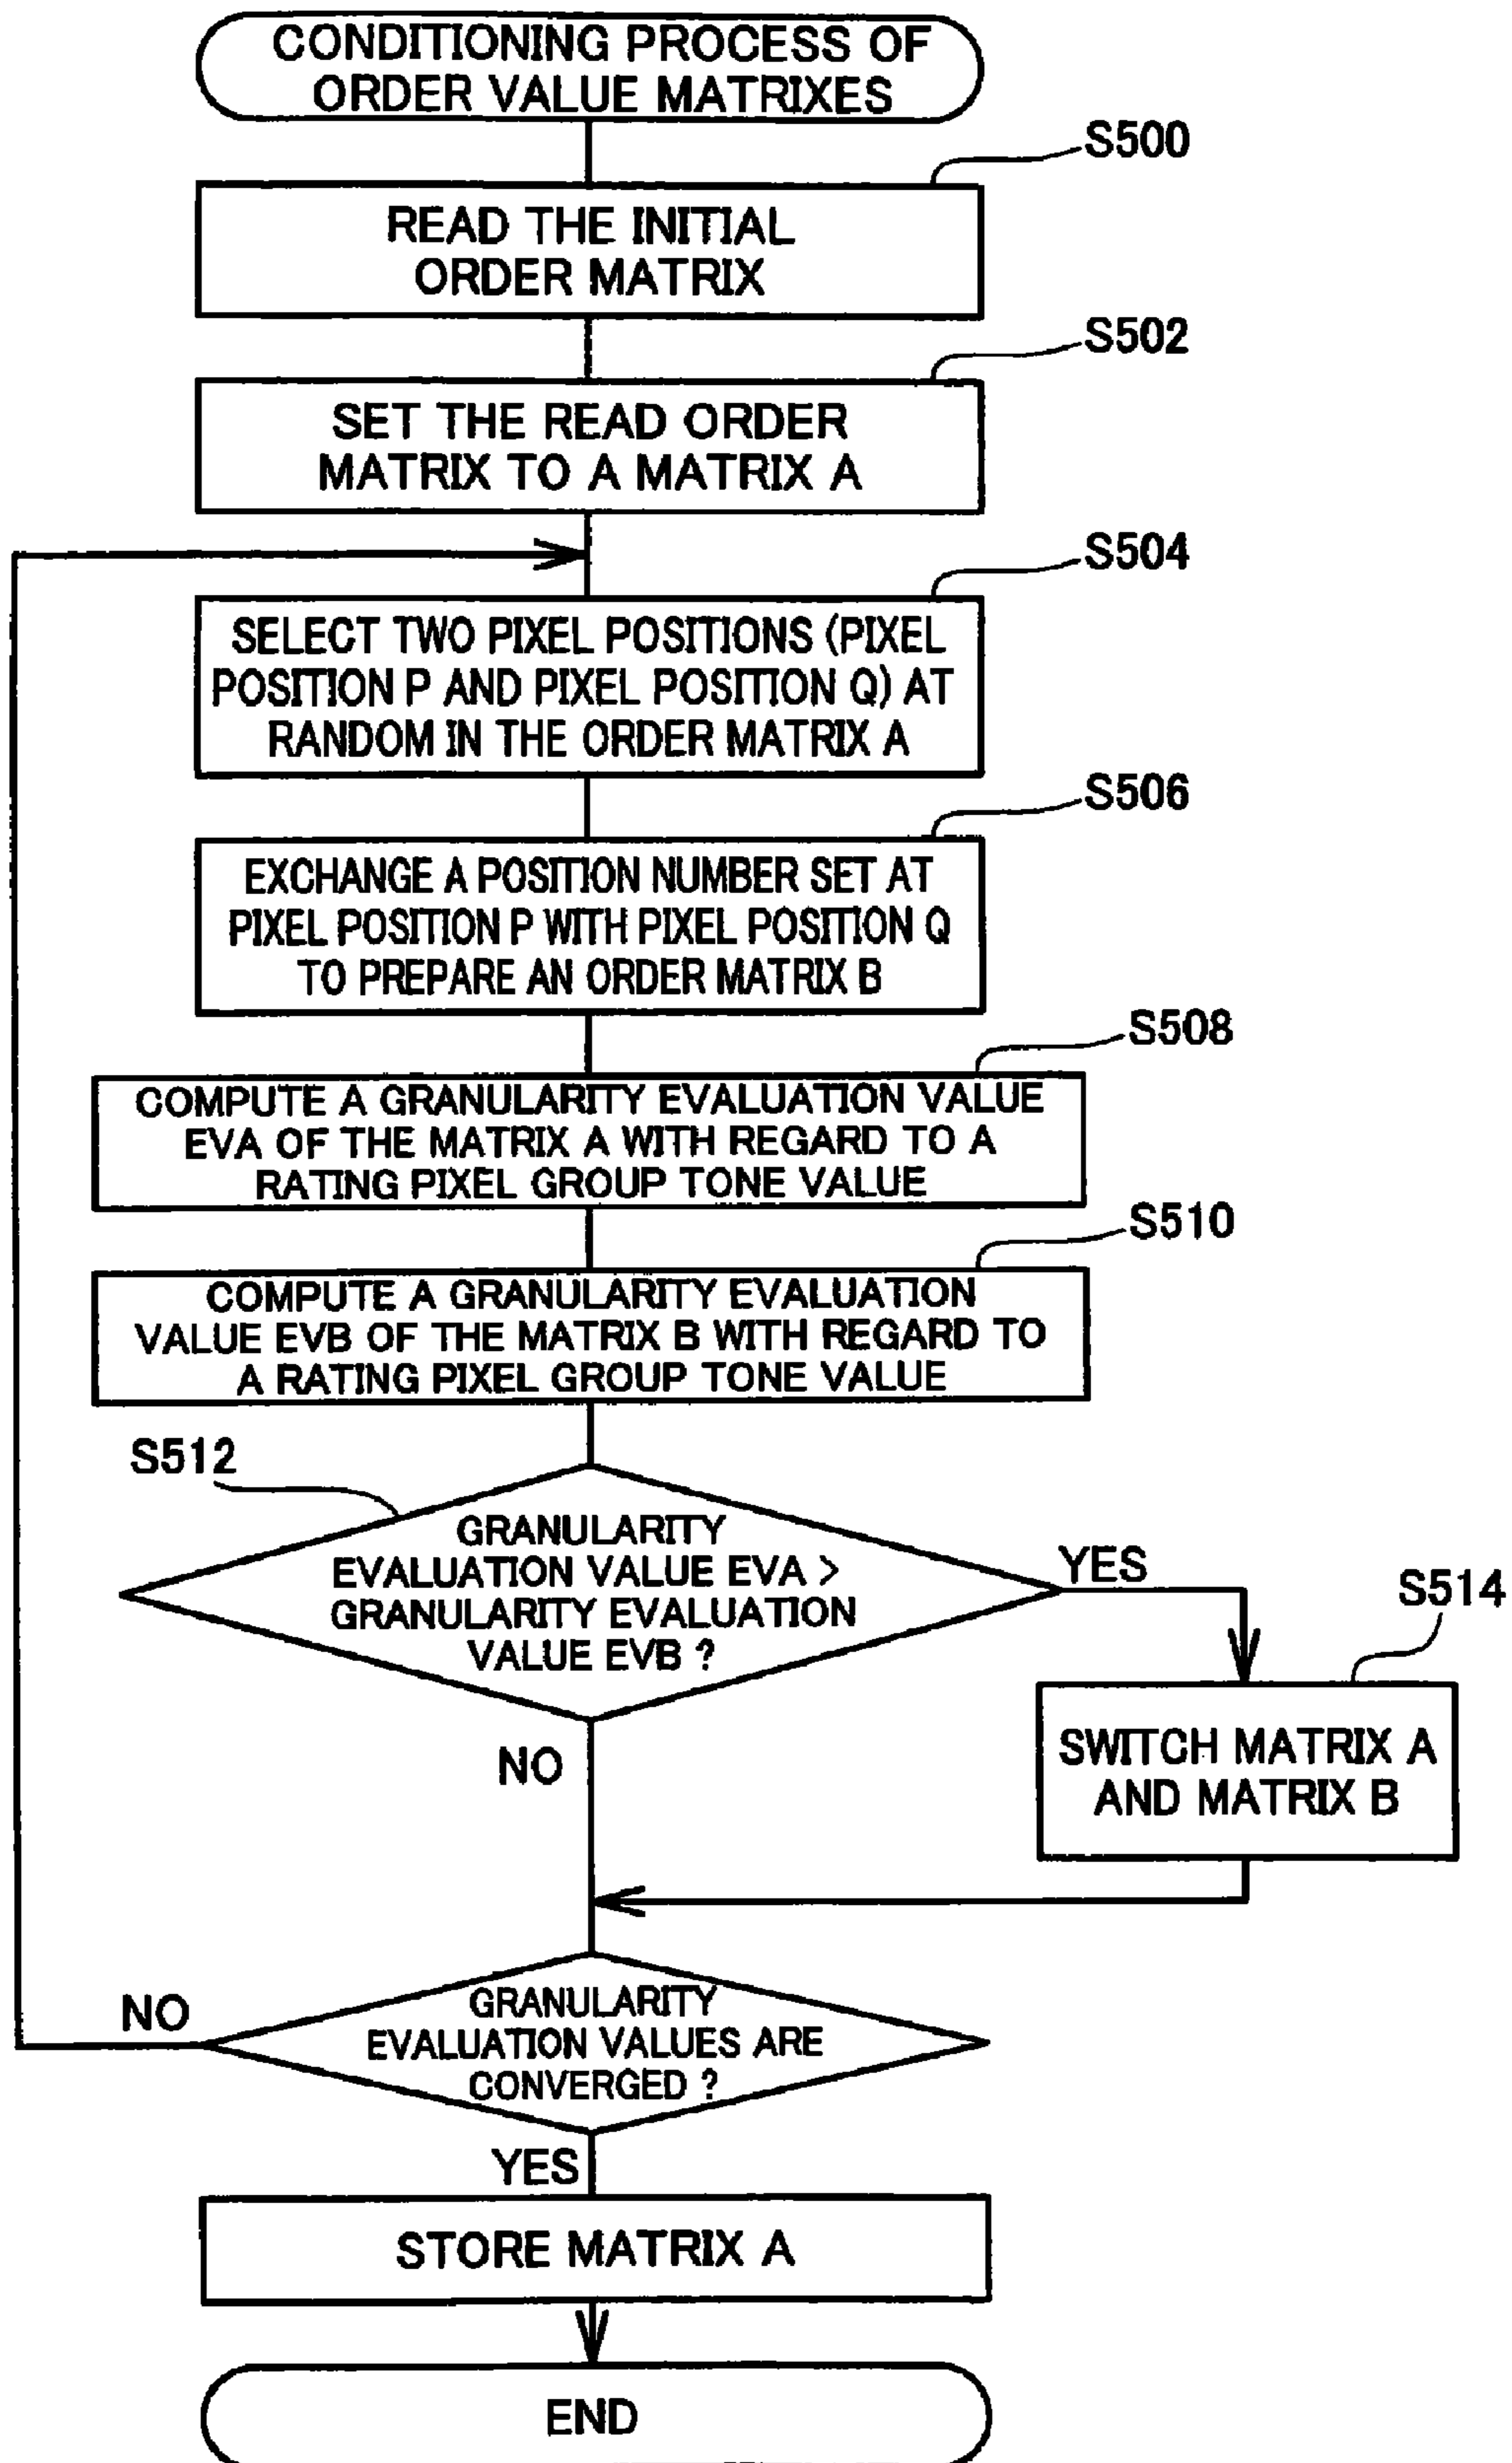 CONDITIONING PROCESS OF
ORDER VALUE MATRIXES
S500
READ THE INITIAL
ORDER MATRIX
S502
SET THE READ ORDER
MATRIX TO A MATRIX A
S504
SELECT TWO PIXEL POSITIONS (PIXEL
POSITION P AND PIXEL POSITION Q) AT
RANDOM IN THE ORDER MATRIX A
S506
EXCHANGE A POSITION NUMBER SET AT
PIXEL POSITION P WITH PIXEL POSITION Q
TO PREPARE AN ORDER MATRIX B
S508
COMPUTE A GRANULARITY EVALUATION VALUE
EVA OF THE MATRIX A WITH REGARD TO A
RATING PIXEL GROUP TONE VALUE
S510
COMPUTE A GRANULARITY EVALUATION
VALUE EVB OF THE MATRIX B WITH REGARD TO
A RATING PIXEL GROUP TONE VALUE
S512
GRANULARITY
EVALUATION VALUE EVA >
GRANULARITY EVALUATION
VALUE EVB ?
YES
S514
SWITCH MATRIX A
AND MATRIX B
NO
GRANULARITY
EVALUATION VALUES ARE
CONVERGED ?
NO
YES
STORE MATRIX A
END